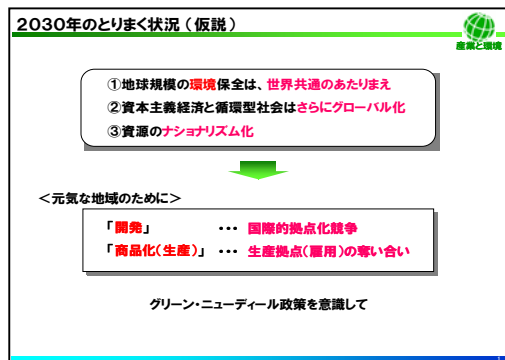 2030年のとりまく状況（仮説）
産業と環境
①地球規模の環境保全は、世界共通のあたりまえ
②資本主義経済と循環型社会はさらにグローバル化
③資源のナショナリズム化
＜元気な地域のために＞
「開発」 ･･･ 国際的拠点化競争
「商品化（生産）」 ･･･ 生産拠点（雇用）の奪い合い
グリーン・ニューディール政策を意識して